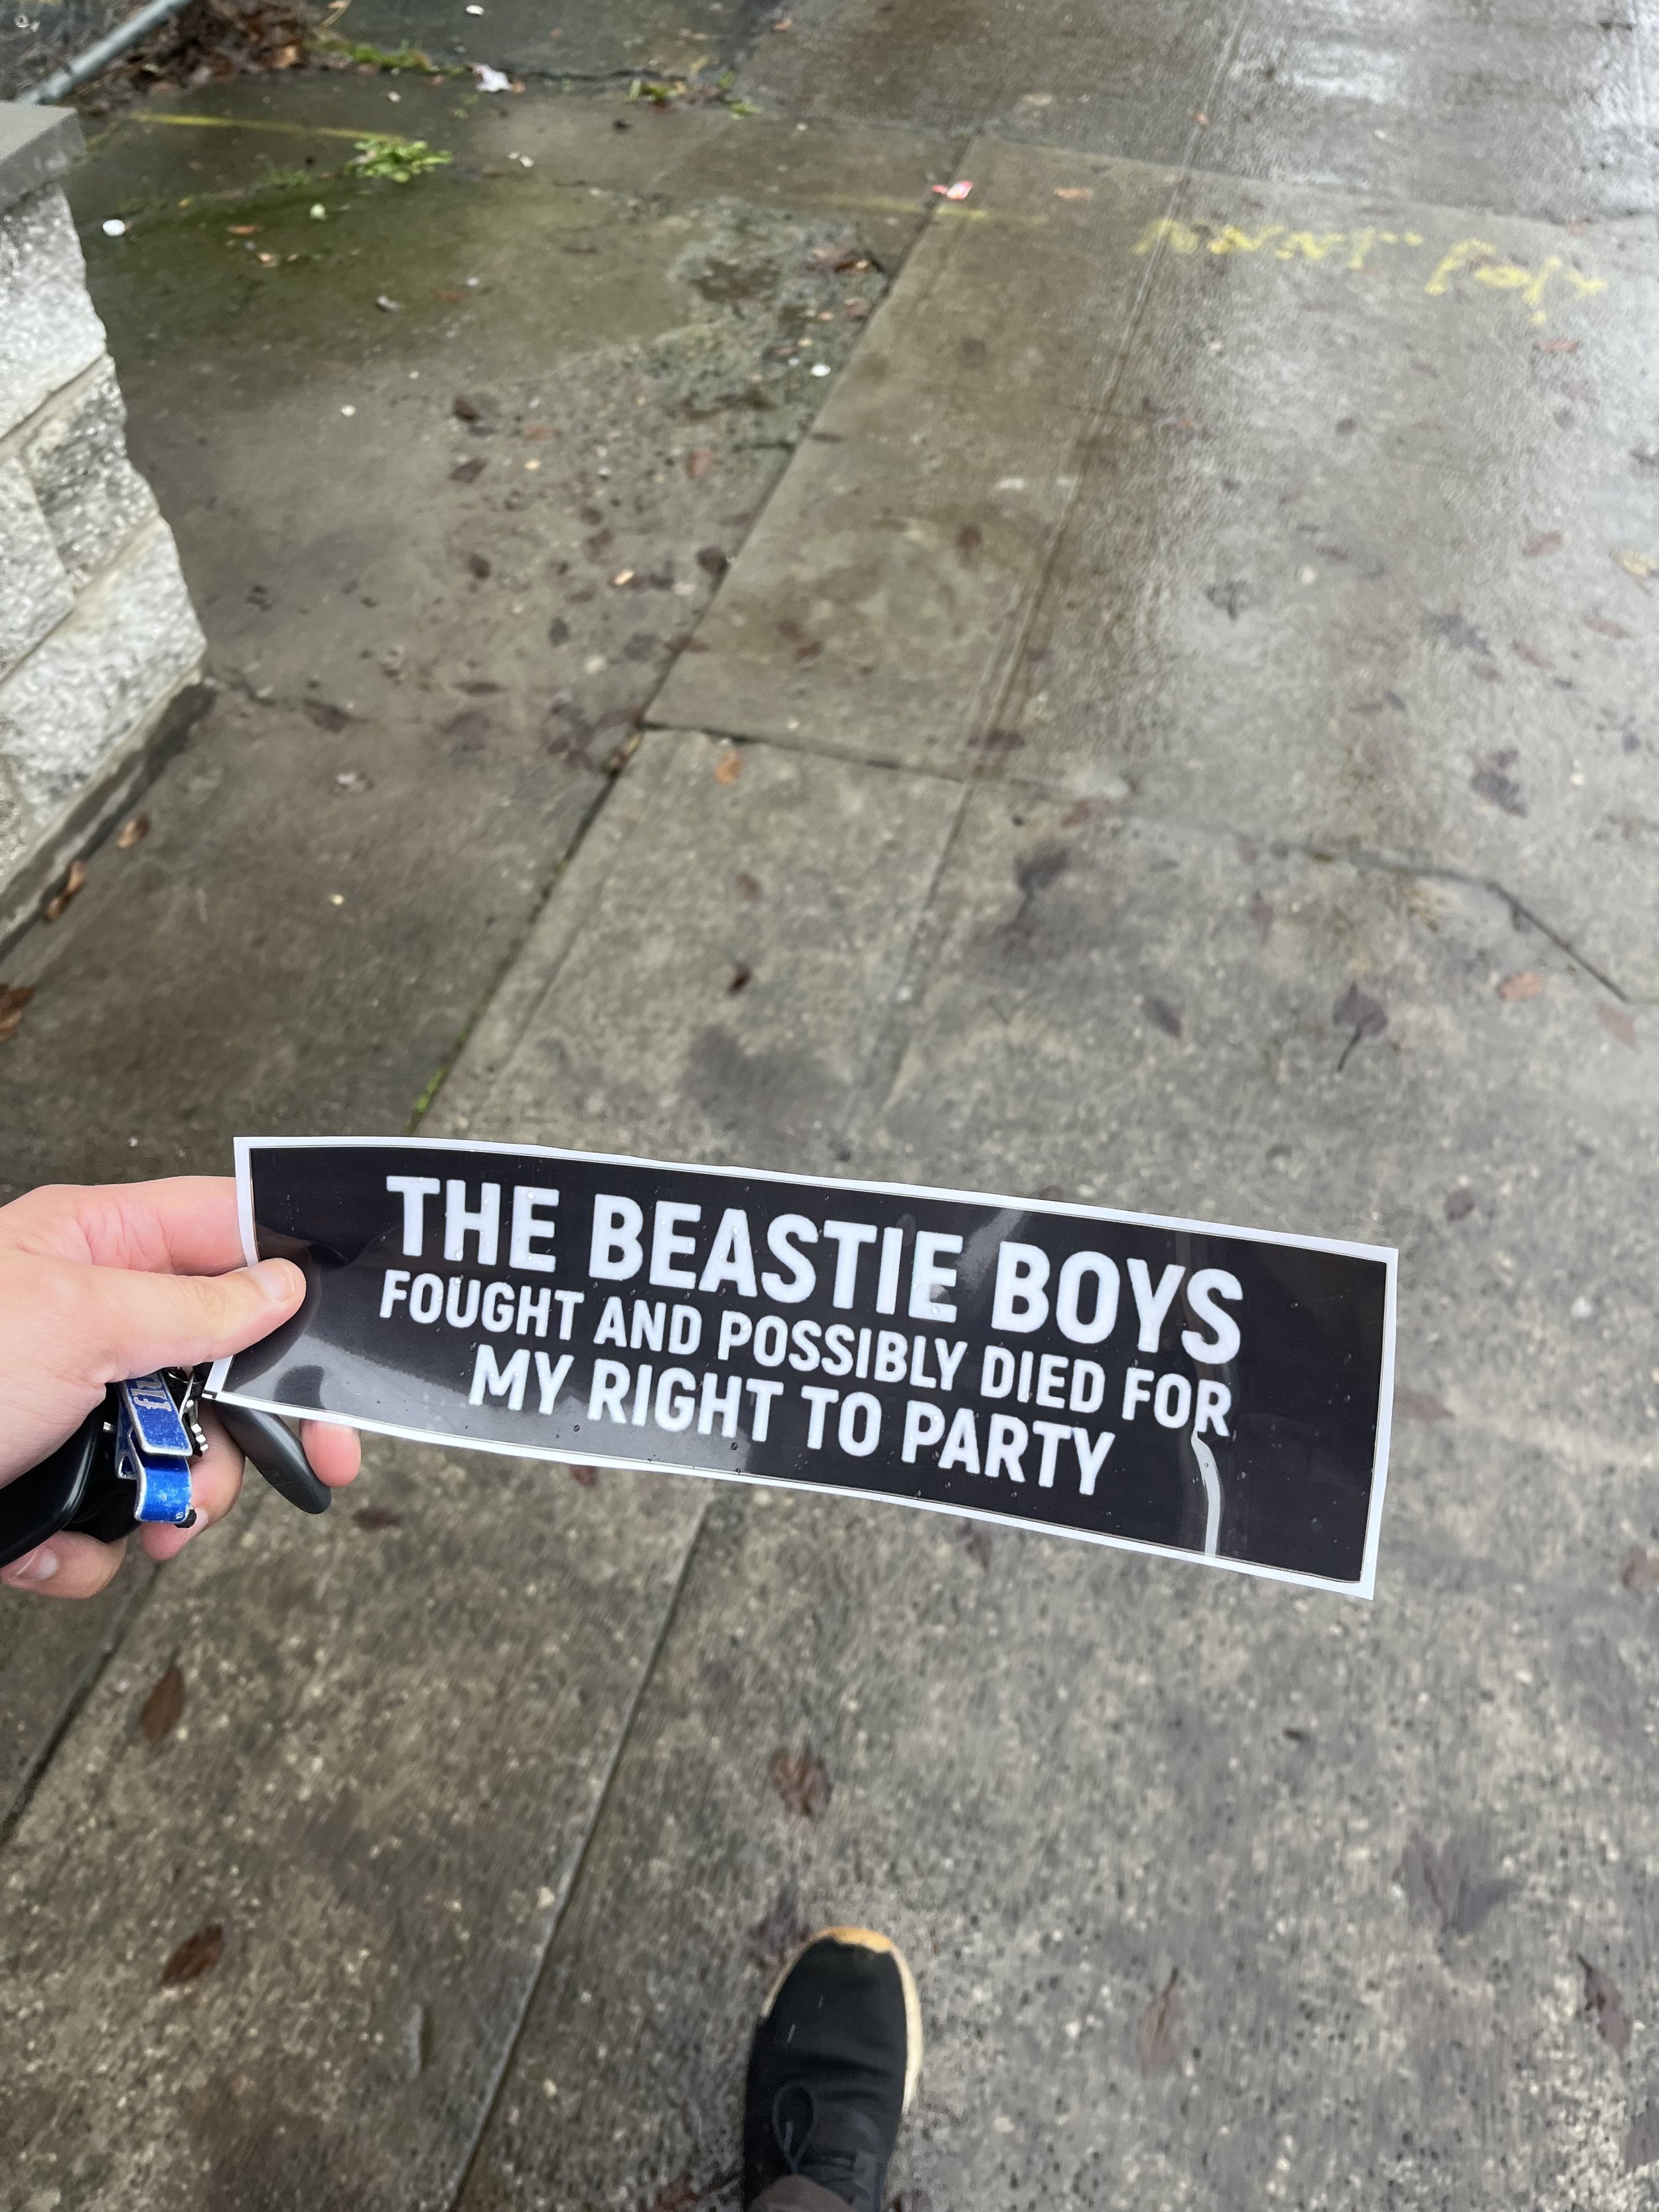 THE BEASTIE BOYS
FOUGHT AND POSSIBLY DIED FOR
MY RIGHT TO PARTY